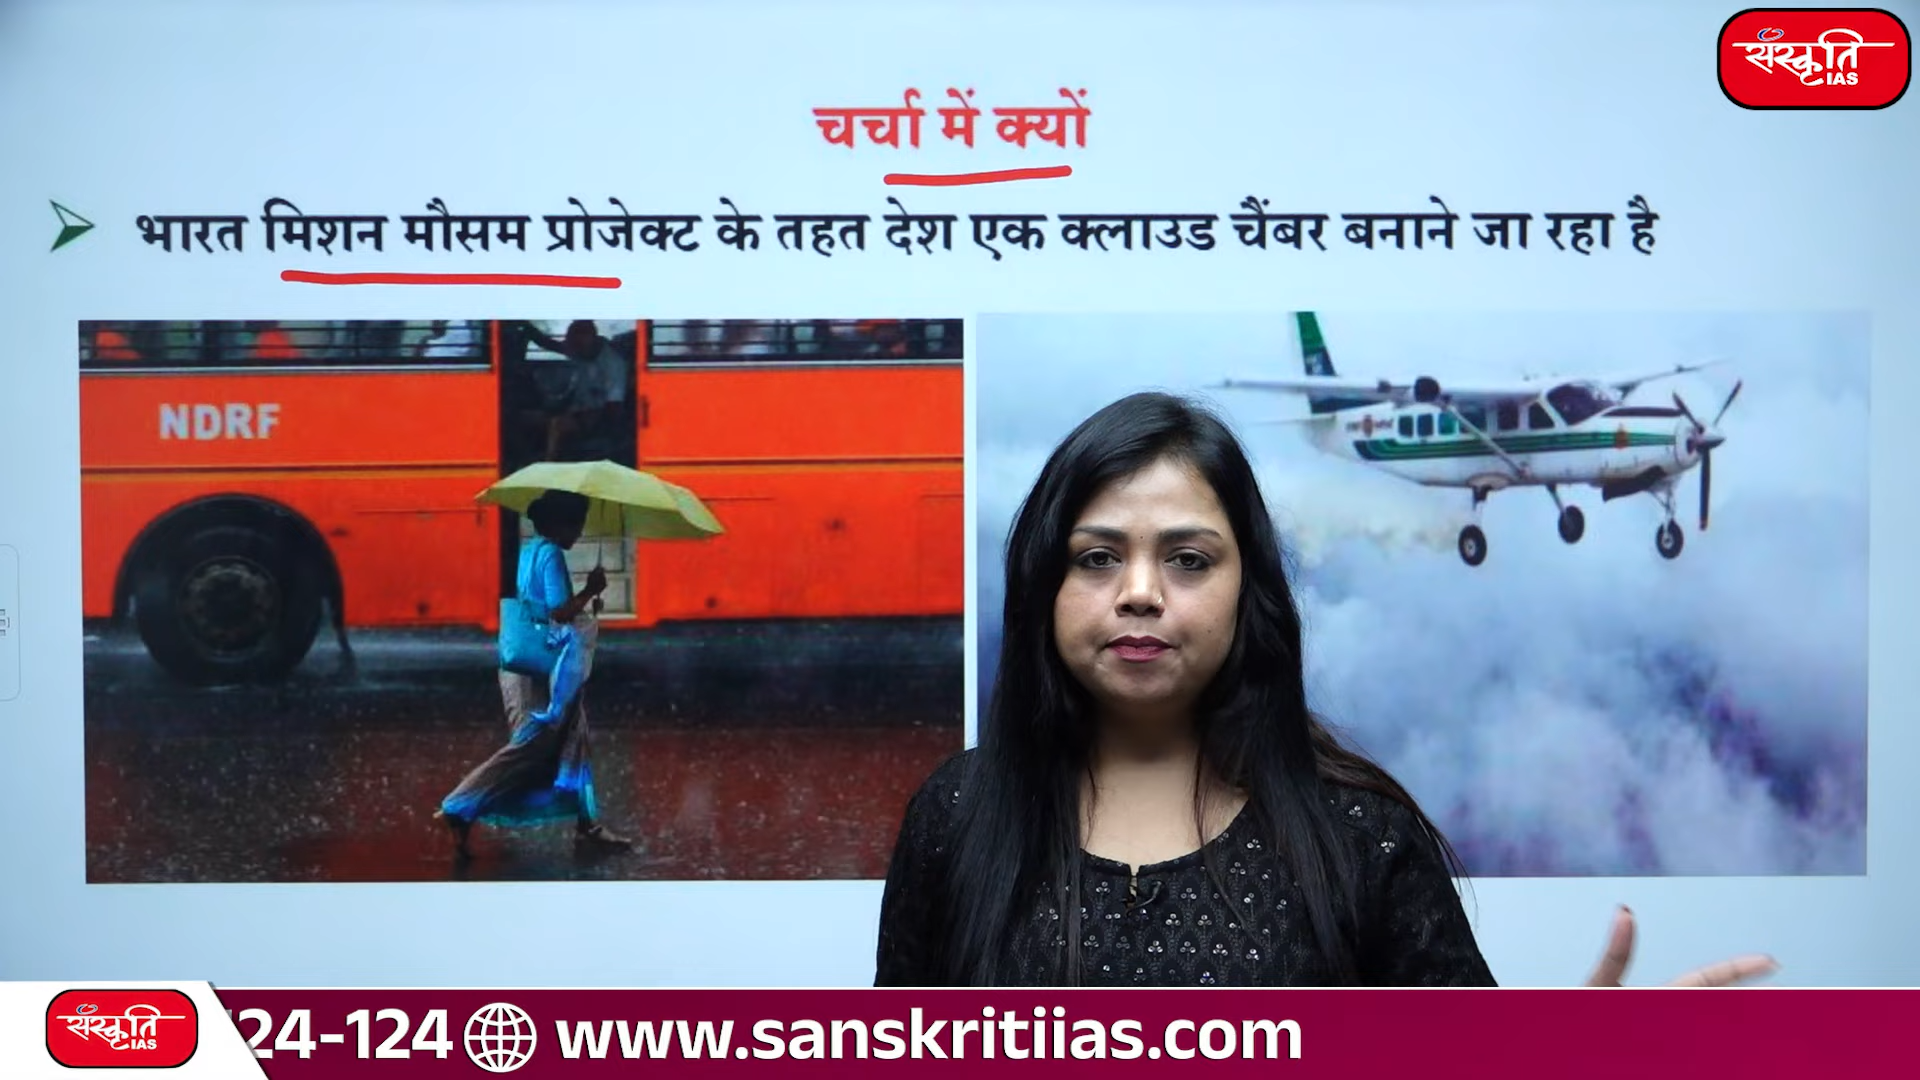 संस्कृति
IAS
चर्चा में क्यों
भारत मिशन मौसम प्रोजेक्ट के तहत देश एक क्लाउड चैंबर बनाने जा रहा है
NDRF
संस्कृति
IAS
24-124 www.sanskritiias.com